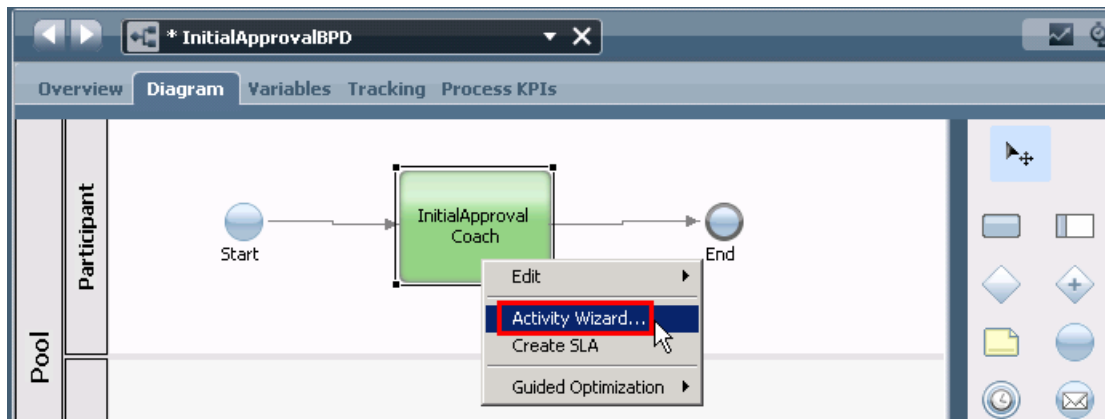 * InitialApprovalBPD
Overview Diagram Variables Tracking Process KPIs
Pool
Participant
Start
InitialApproval
Coach
End
Edit
Activity Wizard...
Create SLA
Guided Optimization